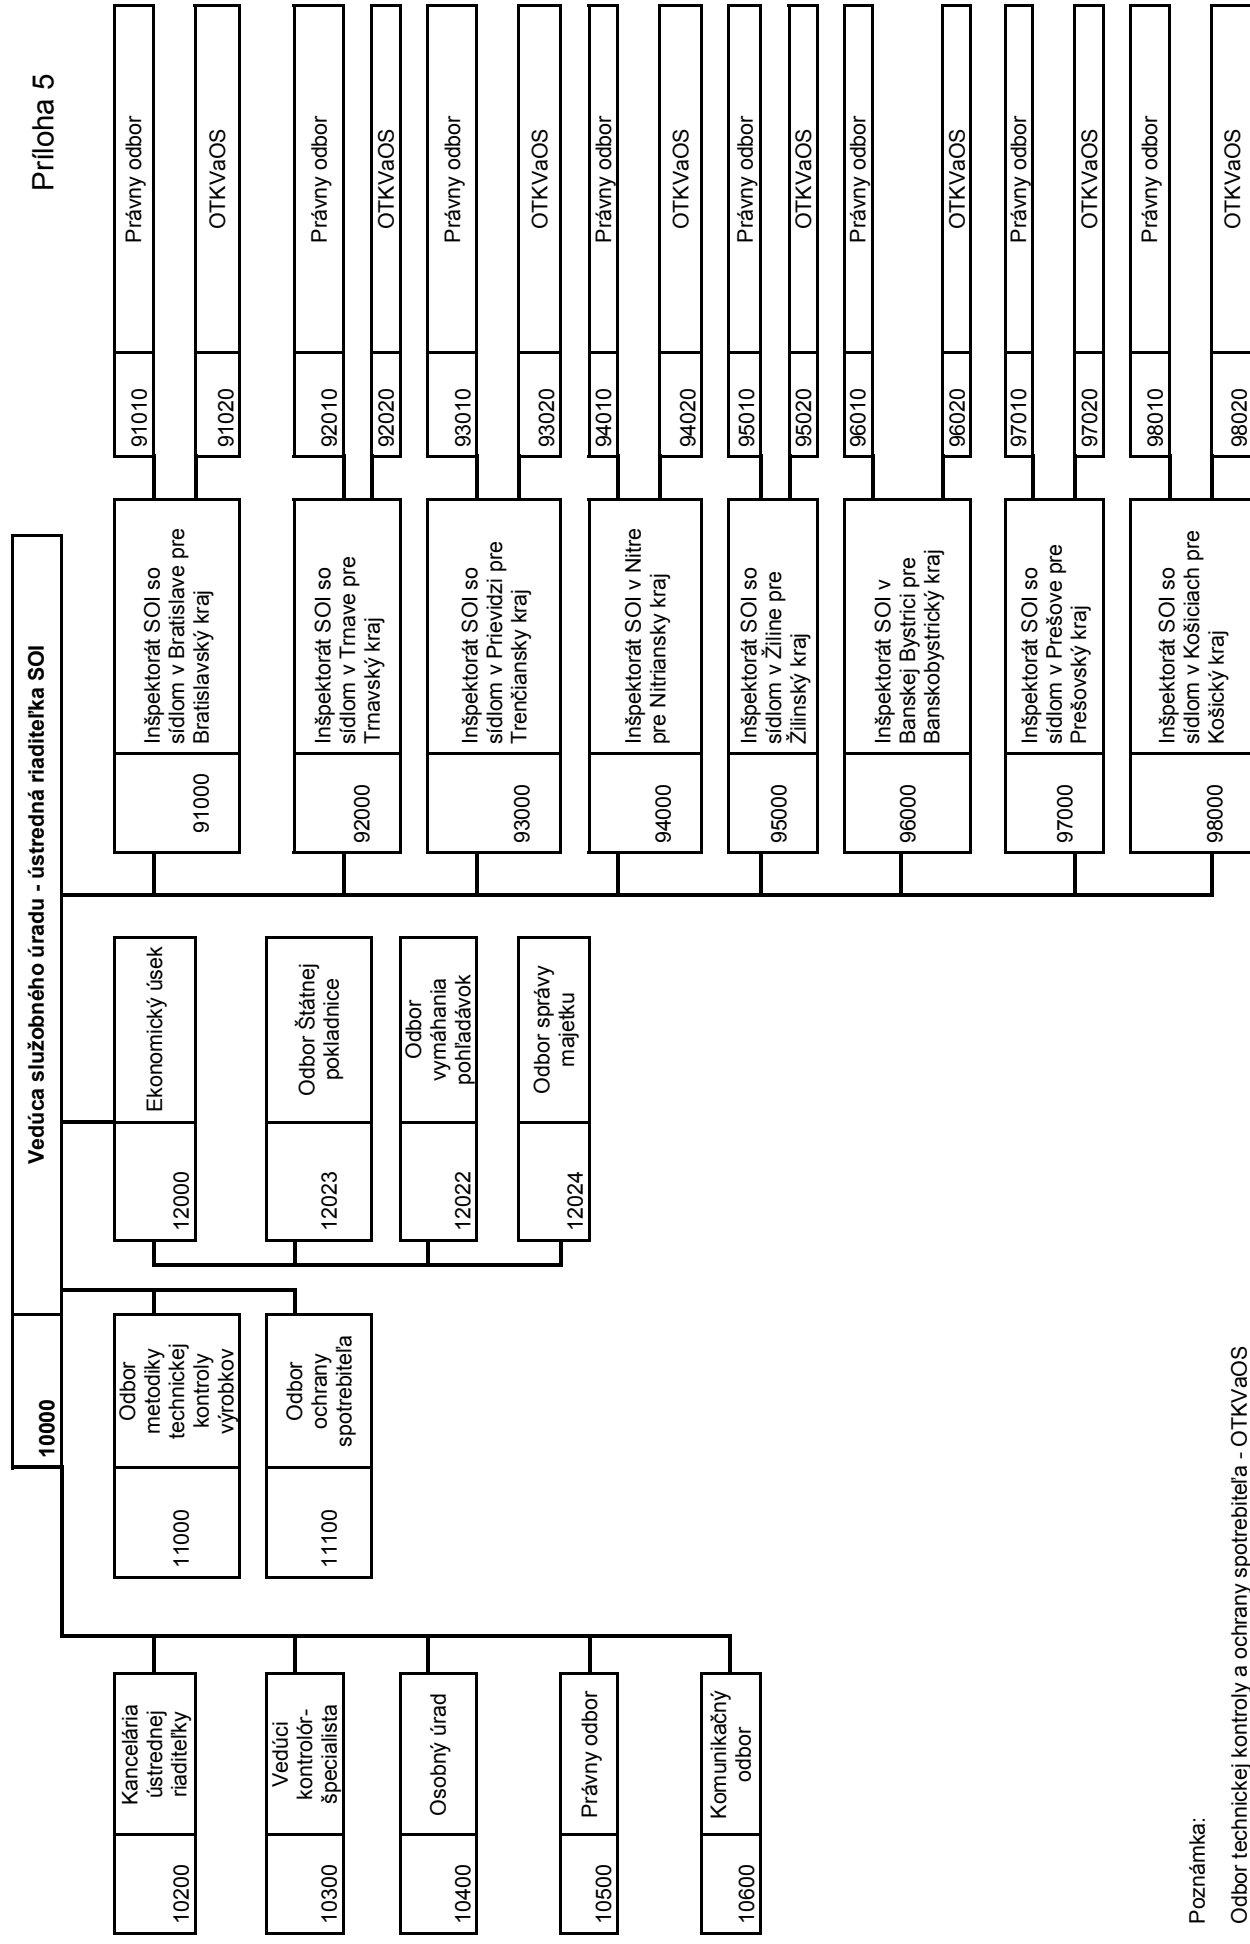 Príloha 5
10000
Vedúca služobného úradu - ústredná riaditeľka SOI
10200
Kancelária
ústrednej
riaditeľky
10300
Vedúci
kontrolór-
špecialista
10400
Osobný úrad
10500
Právny odbor
10600
Komunikačný
odbor
11000
Odbor
metodiky
technickej
kontroly
výrobkov
11100
Odbor
ochrany
spotrebiteľa
12000
Ekonomický úsek
12023
Odbor Štátnej
pokladnice
12022
Odbor
vymáhania
pohľadávok
12024
Odbor správy
majetku
91000
Inšpektorát SOI so
sídlom v Bratislave pre
Bratislavský kraj
91010
Právny odbor
91020
OTKVaOS
92000
Inšpektorát SOI so
sídlom v Trnave pre
Trnavský kraj
92010
Právny odbor
92020
OTKVaOS
93000
Inšpektorát SOI so
sídlom v Prievidzi pre
Trenčiansky kraj
93010
Právny odbor
93020
OTKVaOS
94000
Inšpektorát SOI v Nitre
pre Nitriansky kraj
94010
Právny odbor
94020
OTKVaOS
95000
Inšpektorát SOI so
sídlom v Žiline pre
Žilinský kraj
95010
Právny odbor
95020
OTKVaOS
96000
Inšpektorát SOI v
Banskej Bystrici pre
Banskobystrický kraj
96010
Právny odbor
96020
OTKVaOS
97000
Inšpektorát SOI so
sídlom v Prešove pre
Prešovský kraj
97010
Právny odbor
97020
OTKVaOS
98000
Inšpektorát SOI so
sídlom v Košiciach pre
Košický kraj
98010
Právny odbor
98020
OTKVaOS
Poznámka:
Odbor technickej kontroly a ochrany spotrebiteľa - OTKVaOS